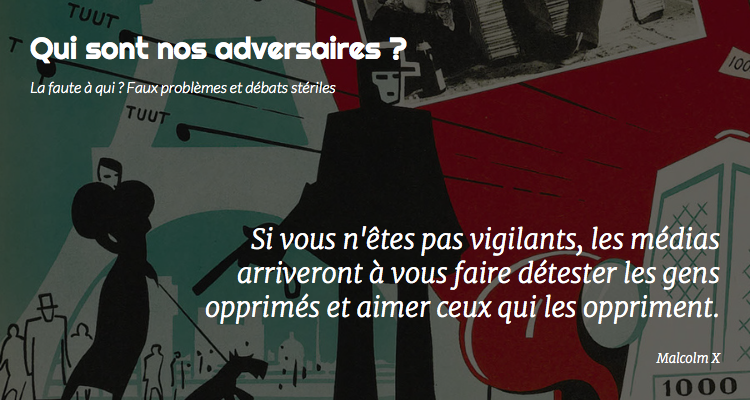 TUUT
T
Qui sont nos adversaires ?
La faute à qui ? Faux problèmes et débats stériles
100
TUUT
Si vous n'êtes pas vigilants, les médias
arriveront à vous faire détester les gens
opprimés et aimer ceux qui les oppriment.
Malcolm X
1000